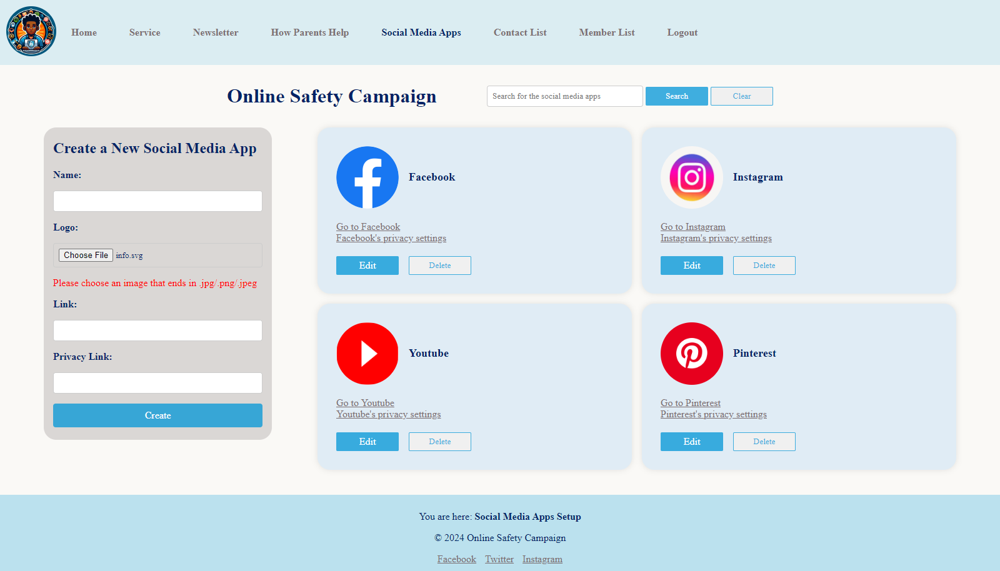 Home Service Newsletter How Parents Help Social Media Apps Contact List Member List Logout
Online Safety Campaign
Search for the social media apps Search Clear
Create a New Social Media App
Name:
Logo:
Choose File info.svg
Please choose an image that ends in .jpg/.png/.jpeg
Link:
Privacy Link:
Create
Facebook
Go to Facebook
Facebook's privacy settings
Edit Delete
Instagram
Go to Instagram
Instagram's privacy settings
Edit Delete
Youtube
Go to Youtube
Youtube's privacy settings
Edit Delete
Pinterest
Go to Pinterest
Pinterest's privacy settings
Edit Delete
You are here: Social Media Apps Setup
© 2024 Online Safety Campaign
Facebook Twitter Instagram